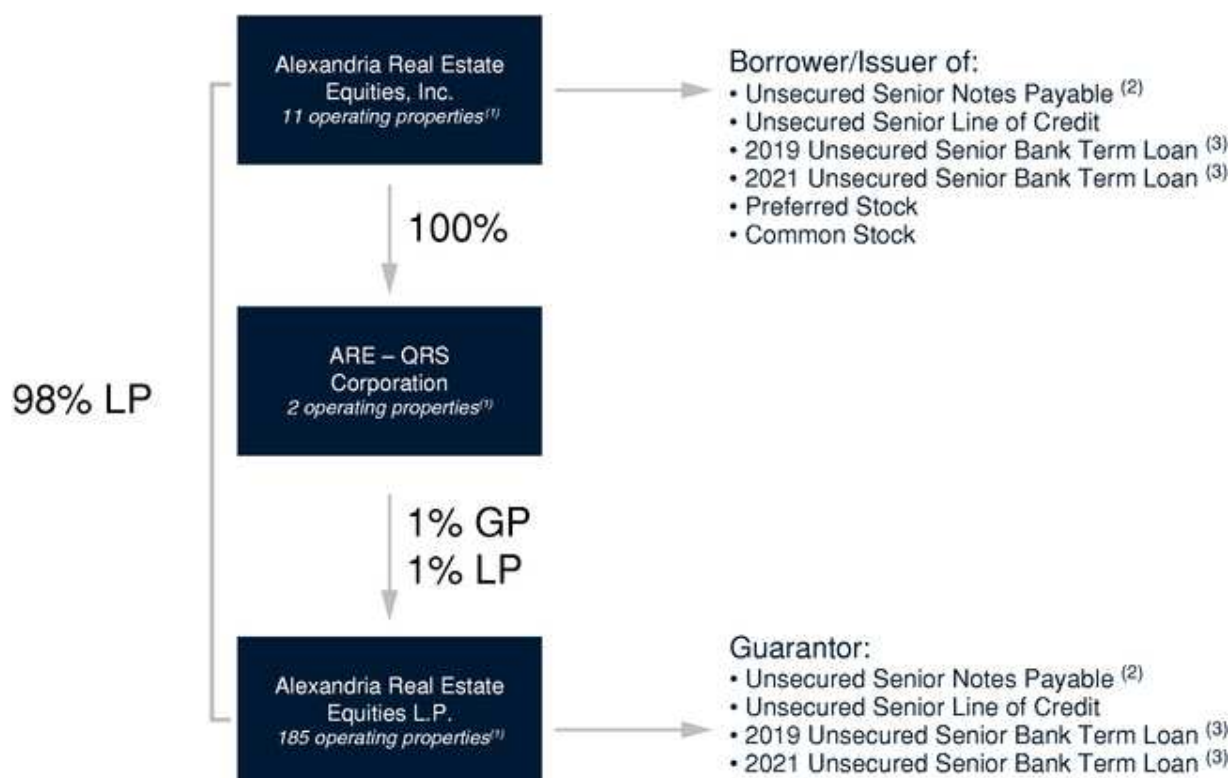 Alexandria Real Estate
Equities, Inc.
11 operating properties(1)
Borrower/Issuer of:
• Unsecured Senior Notes Payable (2)
• Unsecured Senior Line of Credit
• 2019 Unsecured Senior Bank Term Loan (3)
• 2021 Unsecured Senior Bank Term Loan (3)
• Preferred Stock
• Common Stock
100%
ARE – QRS
Corporation
2 operating properties(1)
98% LP
1% GP
1% LP
Alexandria Real Estate
Equities L.P.
185 operating properties(1)
Guarantor:
• Unsecured Senior Notes Payable (2)
• Unsecured Senior Line of Credit
• 2019 Unsecured Senior Bank Term Loan (3)
• 2021 Unsecured Senior Bank Term Loan (3)